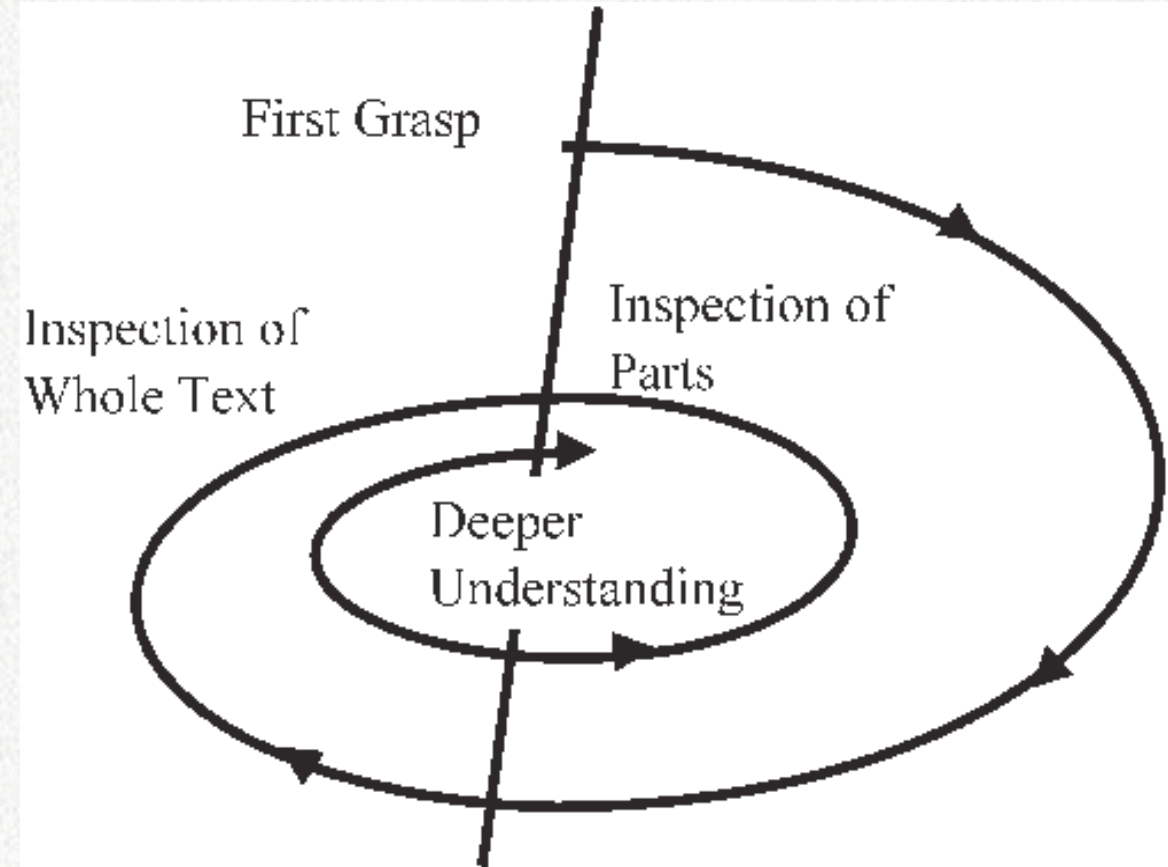 First Grasp
Inspection of
Parts
Inspection of
Whole Text
Deeper
Understanding